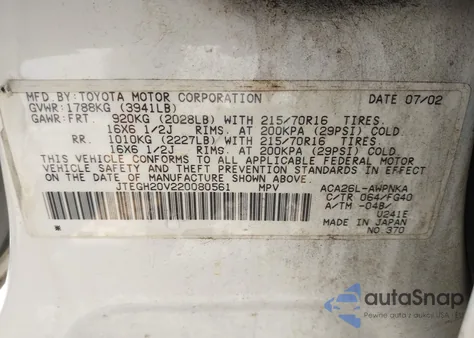 MFD.BY:TOYOTA MOTOR CORPORATION DATE 07/02
GVWR:1788KG (3941LB)
GAWR:FRT. 920KG (2028LB) WITH 215/70R16 TIRES.
16X6 1/2J RIMS. AT 200KPA (29PSI) COLD.
RR. 1010KG (2227LB) WITH 215/70R16 TIRES.
16X6 1/2J RIMS. AT 200KPA (29PSI) COLD.
THIS VEHICLE CONFORMS TO ALL APPLICABLE FEDERAL MOTOR
VEHICLE SAFETY STANDARDS IN EFFECT ON
THE DATE OF MANUFACTURE SHOWN ABOVE.
JTEGH20V220080561 MPV ACA26L-AWPNKA
C/TR 064/FG40
A/TM -04B/
U241E
MADE IN JAPAN
NO.370
autoSnap
Pewne auta z USA